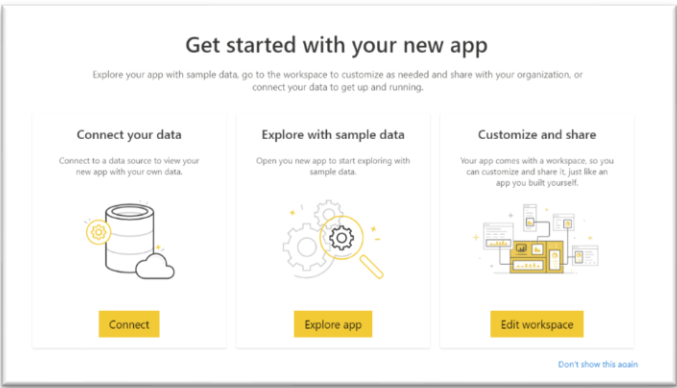 Get started with your new app
Explore your app with sample data, go to the workspace to customize as needed and share with your organization, or
connect your data to get up and running.
Connect your data
Connect to a data source to view your
new app with your own data.
Connect
Explore with sample data
Open you new app to start exploring with
sample data.
Explore app
Customize and share
Your app comes with a workspace, so you
can customize and share it, just like an
app you built yourself.
Edit workspace
Don't show this again